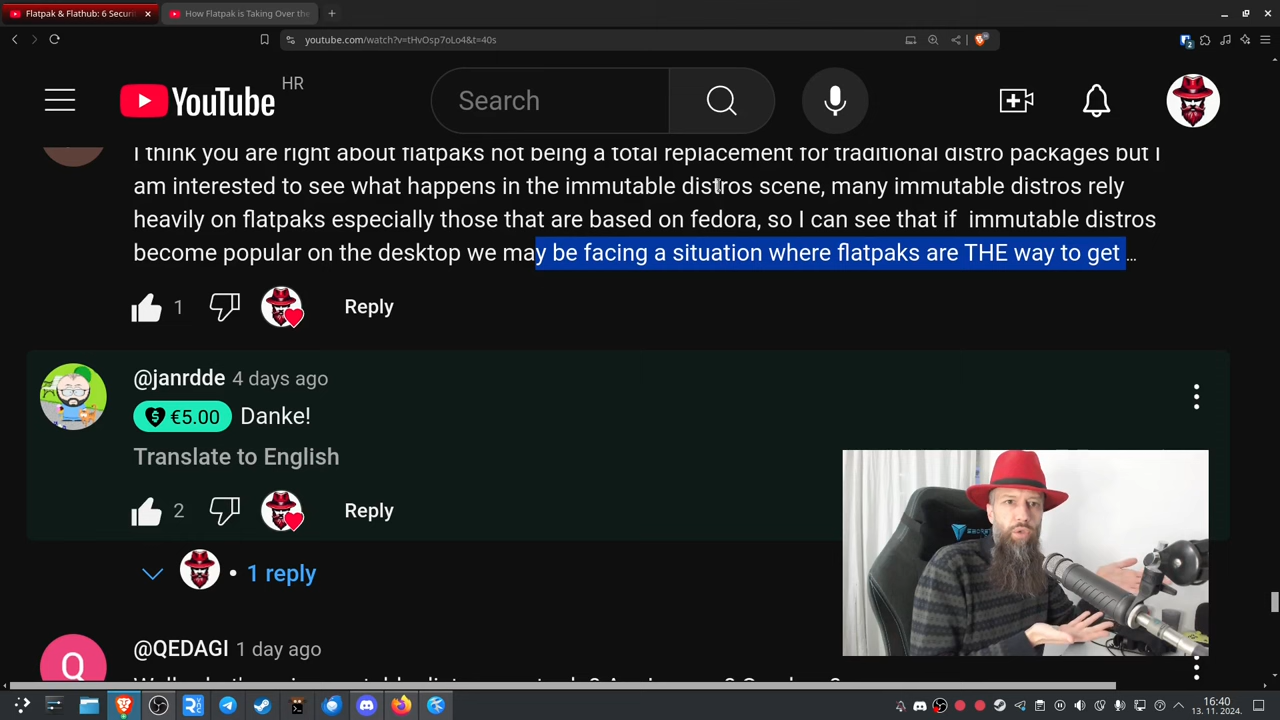 Flatpak & Flathub: 6 Securi
How Flatpak is Taking Over the
youtube.com/watch?v=tHvOsp7oLo4&t=40s
YouTube HR
Search
I think you are right about flatpaks not being a total replacement for traditional distro packages but I
am interested to see what happens in the immutable distros scene, many immutable distros rely
heavily on flatpaks especially those that are based on fedora, so I can see that if immutable distros
become popular on the desktop we may be facing a situation where flatpaks are THE way to get ...
1 Reply
@janrdde 4 days ago
€5.00 Danke!
Translate to English
2 Reply
• 1 reply
@QEDAGI 1 day ago
Q
16:40
13. 11. 2024.